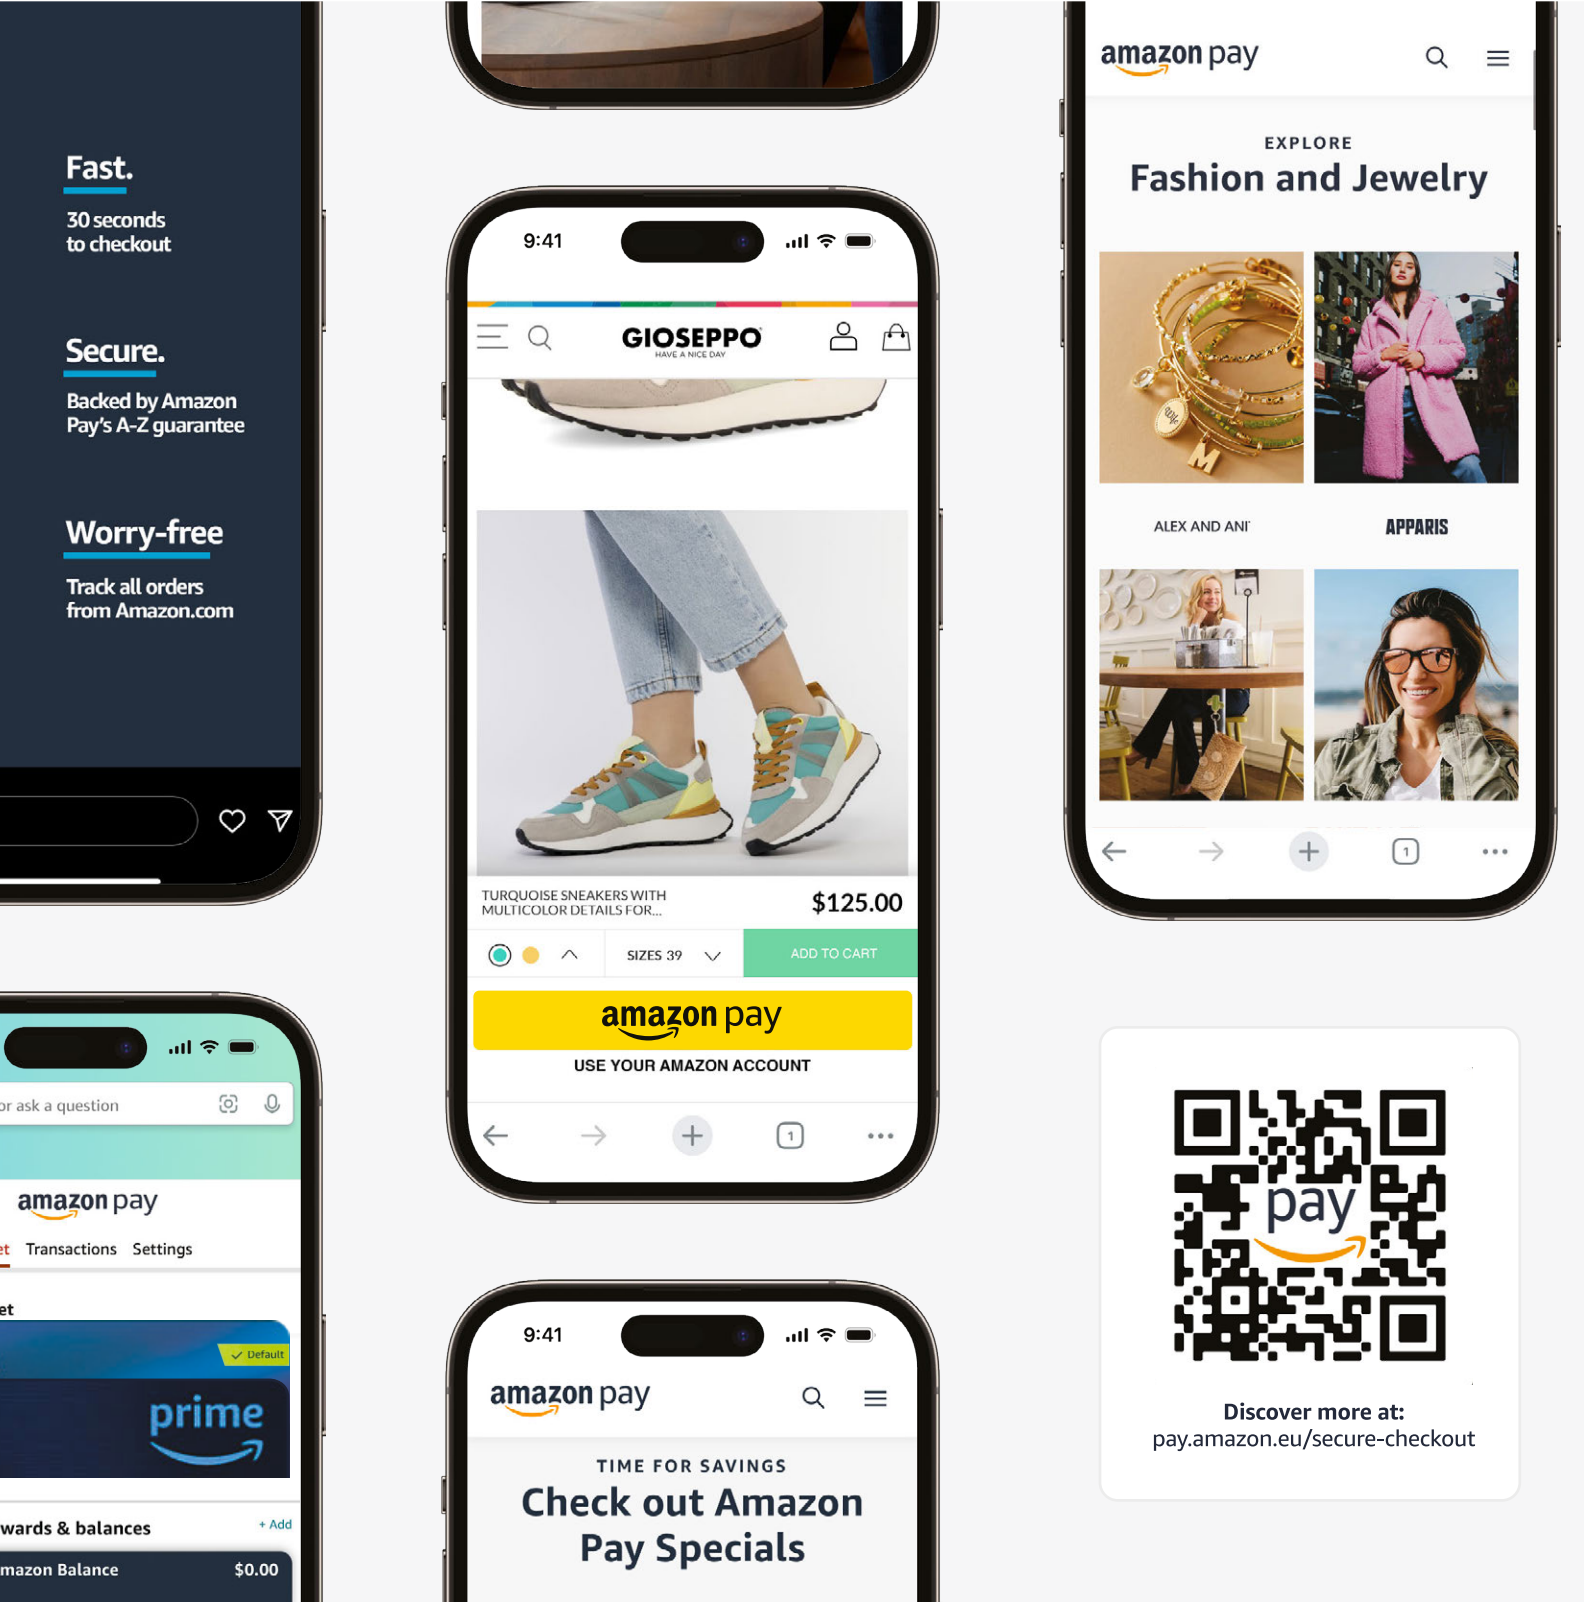 Fast.
30 seconds
to checkout
Secure.
Backed by Amazon
Pay's A-Z guarantee
Worry-free
Track all orders
from Amazon.com
or ask a question
amazon pay
Transactions Settings
prime
Default
+ Add
wards & balances
mazon Balance $0.00
9:41
GIOSEPPO
HAVE A NICE DAY
TURQUOISE SNEAKERS WITH
MULTICOLOR DETAILS FOR...
$125.00
SIZES 39
ADD TO CART
amazon pay
USE YOUR AMAZON ACCOUNT
1
9:41
amazon pay
TIME FOR SAVINGS
Check out Amazon
Pay Specials
amazon pay
EXPLORE
Fashion and Jewelry
Wife
M
ALEX AND ANI
APPARIS
1
pay
Discover more at:
pay.amazon.eu/secure-checkout